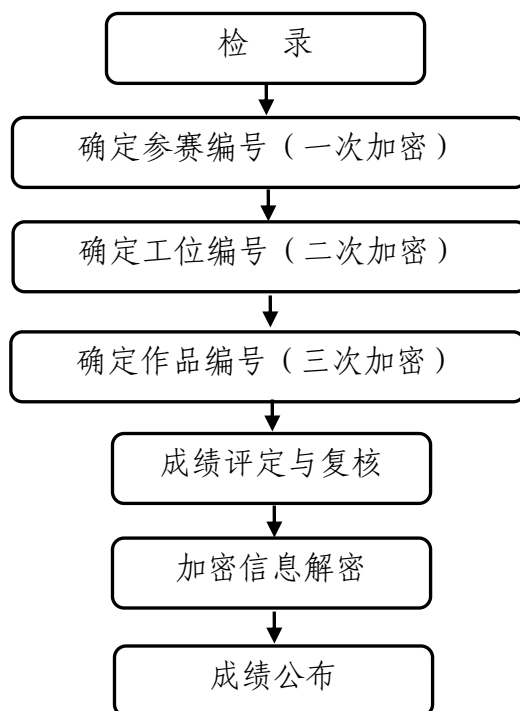 检 录
确定参赛编号（一次加密）
确定工位编号（二次加密）
确定作品编号（三次加密）
成绩评定与复核
加密信息解密
成绩公布